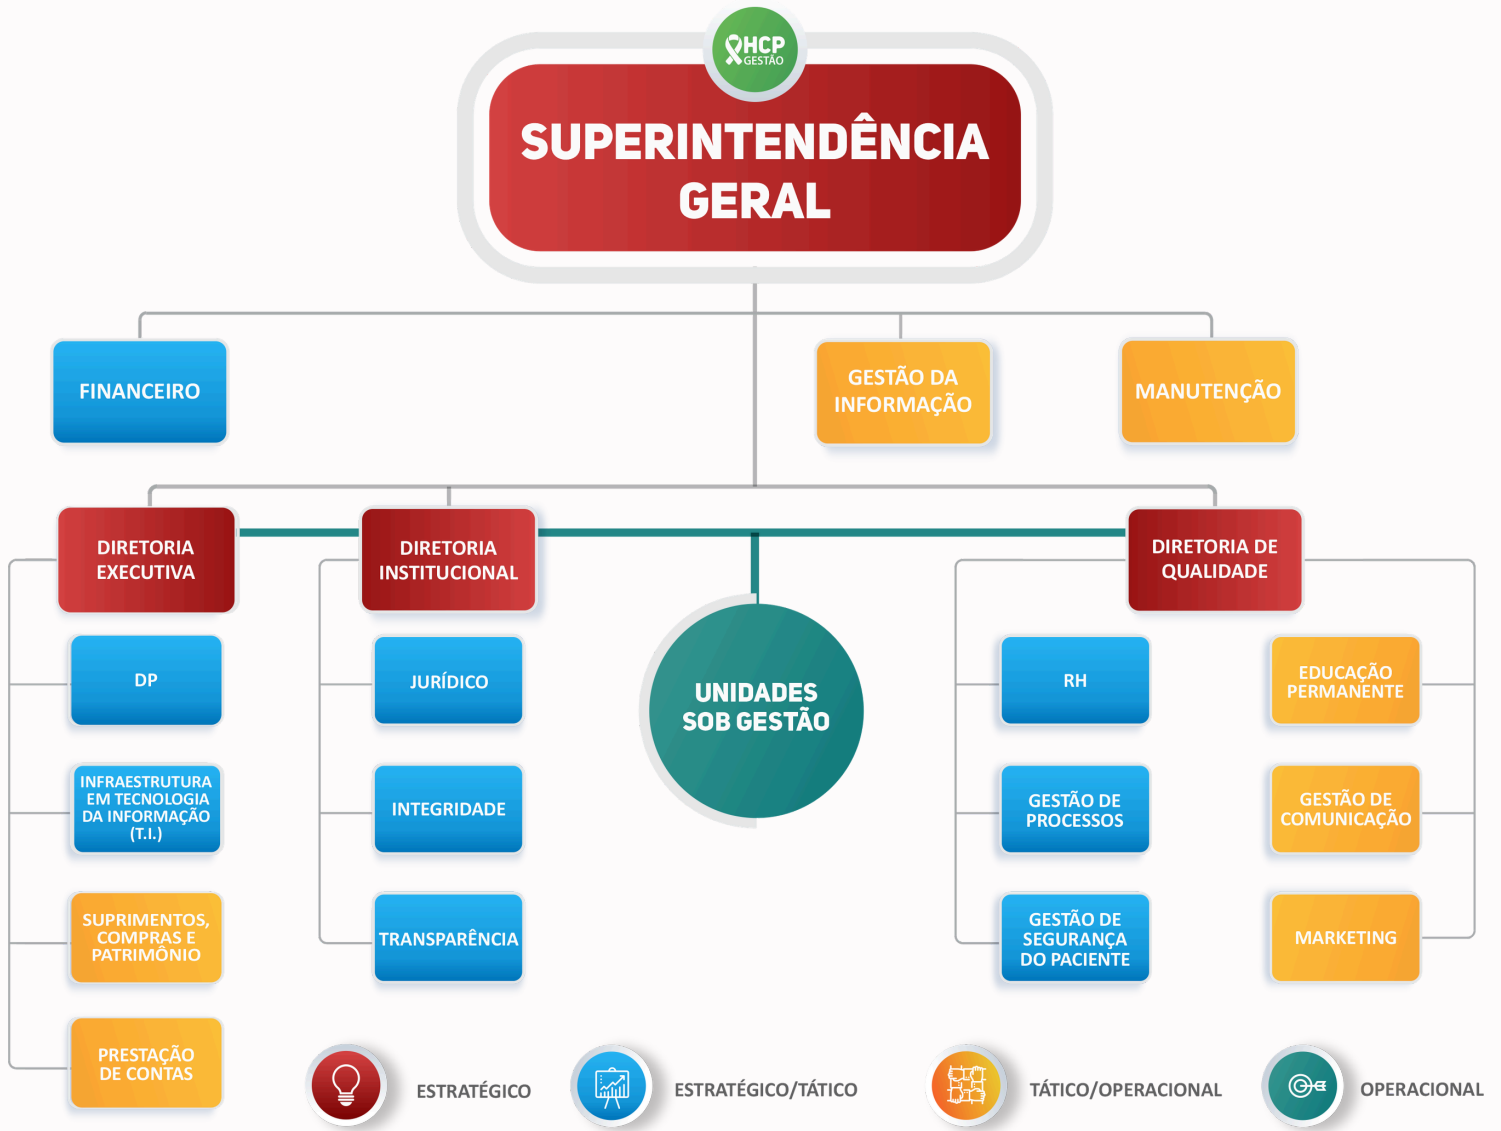 HCP
GESTÃO
SUPERINTENDÊNCIA
GERAL
FINANCEIRO
GESTÃO DA
INFORMAÇÃO
MANUTENÇÃO
DIRETORIA
EXECUTIVA
DIRETORIA
INSTITUCIONAL
DIRETORIA DE
QUALIDADE
DP
INFRAESTRUTURA
EM TECNOLOGIA
DA INFORMAÇÃO
(T.I.)
SUPRIMENTOS,
COMPRAS E
PATRIMÔNIO
PRESTAÇÃO
DE CONTAS
JURÍDICO
INTEGRIDADE
TRANSPARÊNCIA
UNIDADES
SOB GESTÃO
RH
GESTÃO DE
PROCESSOS
GESTÃO DE
SEGURANÇA
DO PACIENTE
EDUCAÇÃO
PERMANENTE
GESTÃO DE
COMUNICAÇÃO
MARKETING
ESTRATÉGICO
ESTRATÉGICO/TÁTICO
TÁTICO/OPERACIONAL
OPERACIONAL